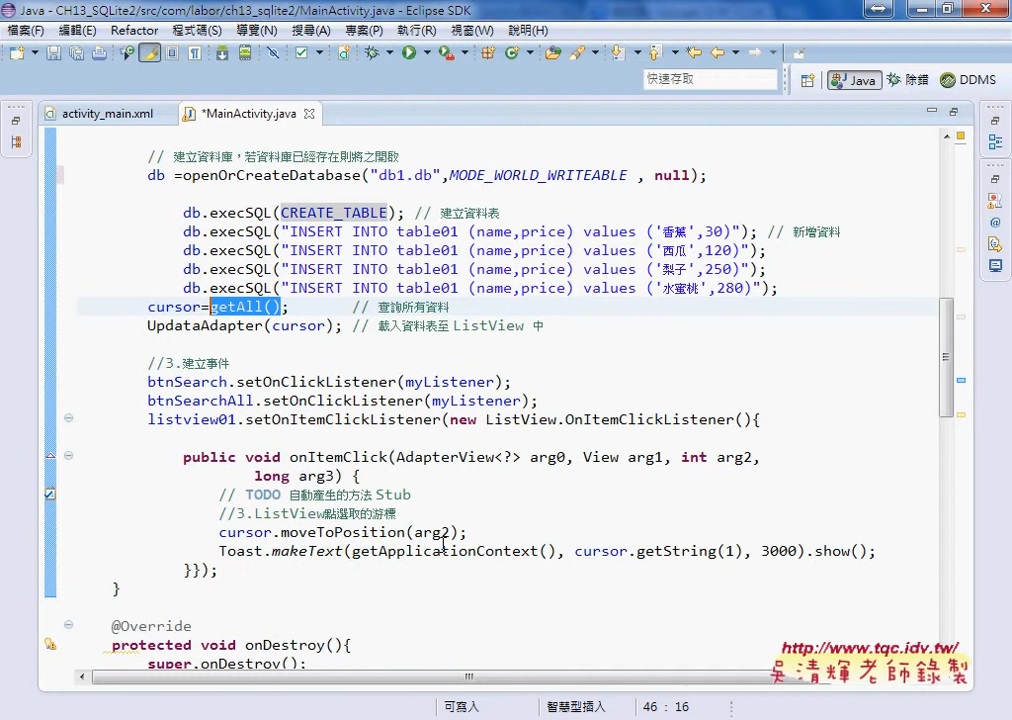 Java - CH13_SQLite2/src/com/labor/ch13_sqlite2/MainActivity.java - Eclipse SDK
檔案(F) 編輯(E) Refactor 程式碼(S) 導覽(N) 搜尋(A) 專案(P) 執行(R) 視窗(W) 說明(H)
快速存取 Java 除錯 DDMS
activity_main.xml *MainActivity.java
// 建立資料庫，若資料庫已經存在則將之開啟
db =openOrCreateDatabase("db1.db",MODE_WORLD_WRITEABLE , null);
db.execSQL(CREATE_TABLE); // 建立資料表
db.execSQL("INSERT INTO table01 (name,price) values ('香蕉',30)"); // 新增資料
db.execSQL("INSERT INTO table01 (name,price) values ('西瓜',120)");
db.execSQL("INSERT INTO table01 (name,price) values ('梨子',250)");
db.execSQL("INSERT INTO table01 (name,price) values ('水蜜桃',280)");
cursor=getAll(); // 查詢所有資料
UpdataAdapter(cursor); // 載入資料表至 ListView 中
//3.建立事件
btnSearch.setOnClickListener(myListener);
btnSearchAll.setOnClickListener(myListener);
listview01.setOnItemClickListener(new ListView.OnItemClickListener(){
public void onItemClick(AdapterView<?> arg0, View arg1, int arg2,
long arg3) {
// TODO 自動產生的方法 Stub
//3.ListView點選取的游標
cursor.moveToPosition(arg2);
Toast.makeText(getApplicationContext(), cursor.getString(1), 3000).show();
}});
}
@Override
protected void onDestroy(){
super.onDestroy();
http://www.tqc.idv.tw/
吳清輝老師錄製
可寫入 智慧型插入 46 : 16